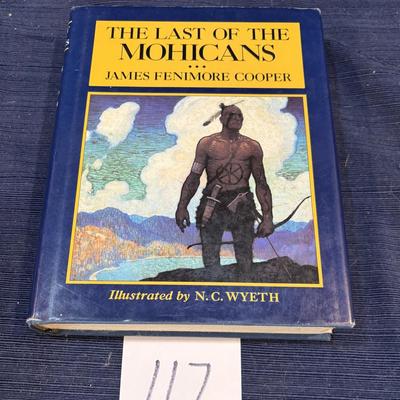 THE LAST OF THE
MOHICANS
•••
JAMES FENIMORE COOPER
Illustrated by N. C. WYETH
117